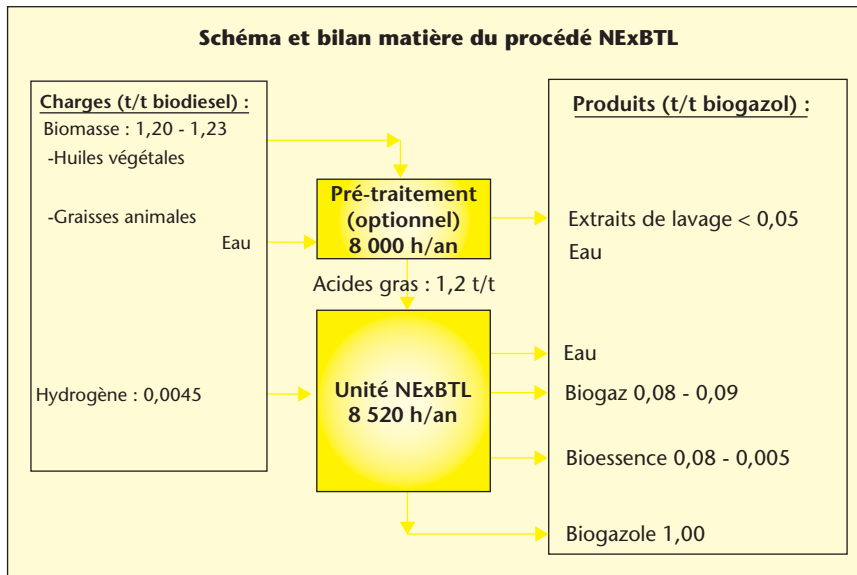 Schéma et bilan matière du procédé NExBTL
Charges (t/t biodiesel) :
Biomasse : 1,20 - 1,23
-Huiles végétales
-Graisses animales
Eau
Hydrogène : 0,0045
Pré-traitement
(optionnel)
8 000 h/an
Acides gras : 1,2 t/t
Unité NExBTL
8 520 h/an
Produits (t/t biogazol) :
Extraits de lavage < 0,05
Eau
Eau
Biogaz 0,08 - 0,09
Bioessence 0,08 - 0,005
Biogazole 1,00